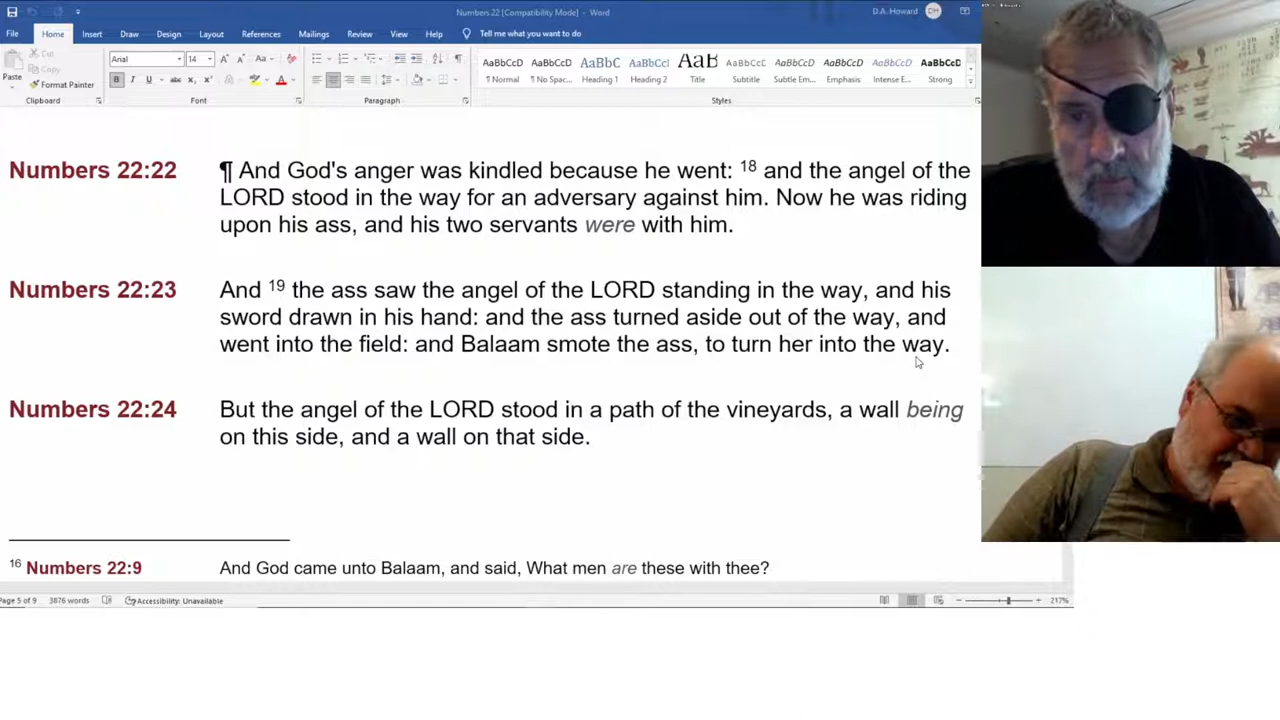 Numbers 22 [Compatibility Mode] - Word
D.A. Howard DH
File Home Insert Draw Design Layout References Mailings Review View Help Tell me what you want to do
Paste
Cut
Copy
Format Painter
Arial 14
AaBbCcD AaBbCcD AaBbC AaBbCcl AaB AaBbCcD AaBbCcD AaBbCcD AaBbCcD AaBbCcD
¶ Normal ¶ No Spac... Heading 1 Heading 2 Title Subtitle Subtle Em... Emphasis Intense E... Strong
Clipboard Font Paragraph Styles
Numbers 22:22 ¶ And God's anger was kindled because he went: 18 and the angel of the
LORD stood in the way for an adversary against him. Now he was riding
upon his ass, and his two servants were with him.
Numbers 22:23 And 19 the ass saw the angel of the LORD standing in the way, and his
sword drawn in his hand: and the ass turned aside out of the way, and
went into the field: and Balaam smote the ass, to turn her into the way.
Numbers 22:24 But the angel of the LORD stood in a path of the vineyards, a wall being
on this side, and a wall on that side.
16 Numbers 22:9 And God came unto Balaam, and said, What men are these with thee?
Page 5 of 9 3876 words Accessibility: Unavailable 217%